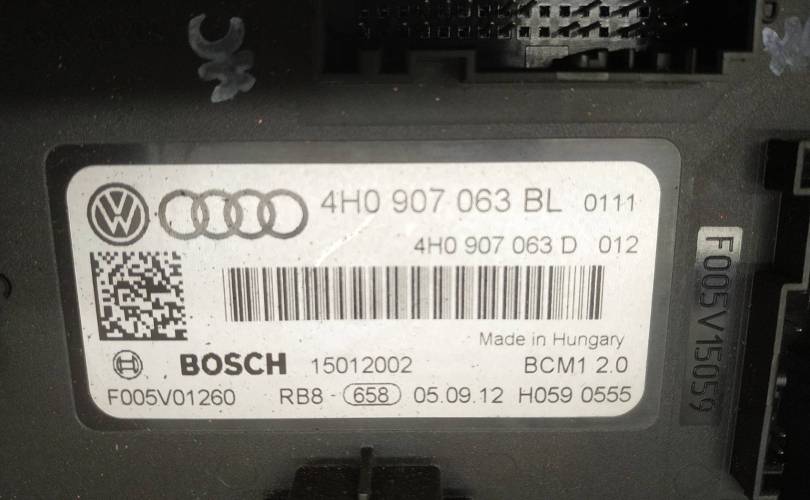 4H0 907 063 BL 0111
4H0 907 063 D 012
Made in Hungary
BOSCH 15012002 BCM1 2.0
F005V01260 RB8 - 658 05.09.12 H059 0555
F005V15059